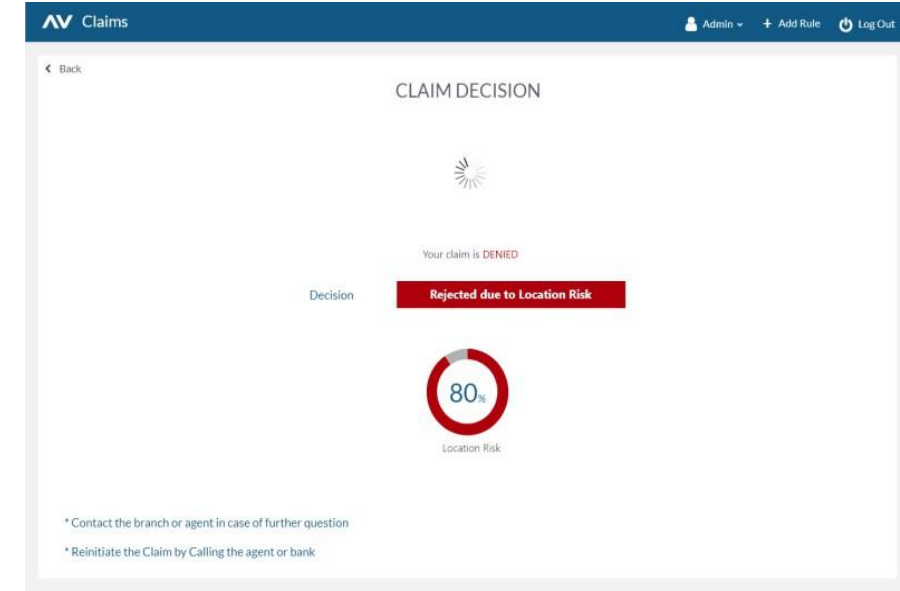 AV Claims
Admin + Add Rule Log Out
Back
CLAIM DECISION
Your claim is DENIED
Decision Rejected due to Location Risk
80%
Location Risk
* Contact the branch or agent in case of further question
* Reinitiate the Claim by Calling the agent or bank